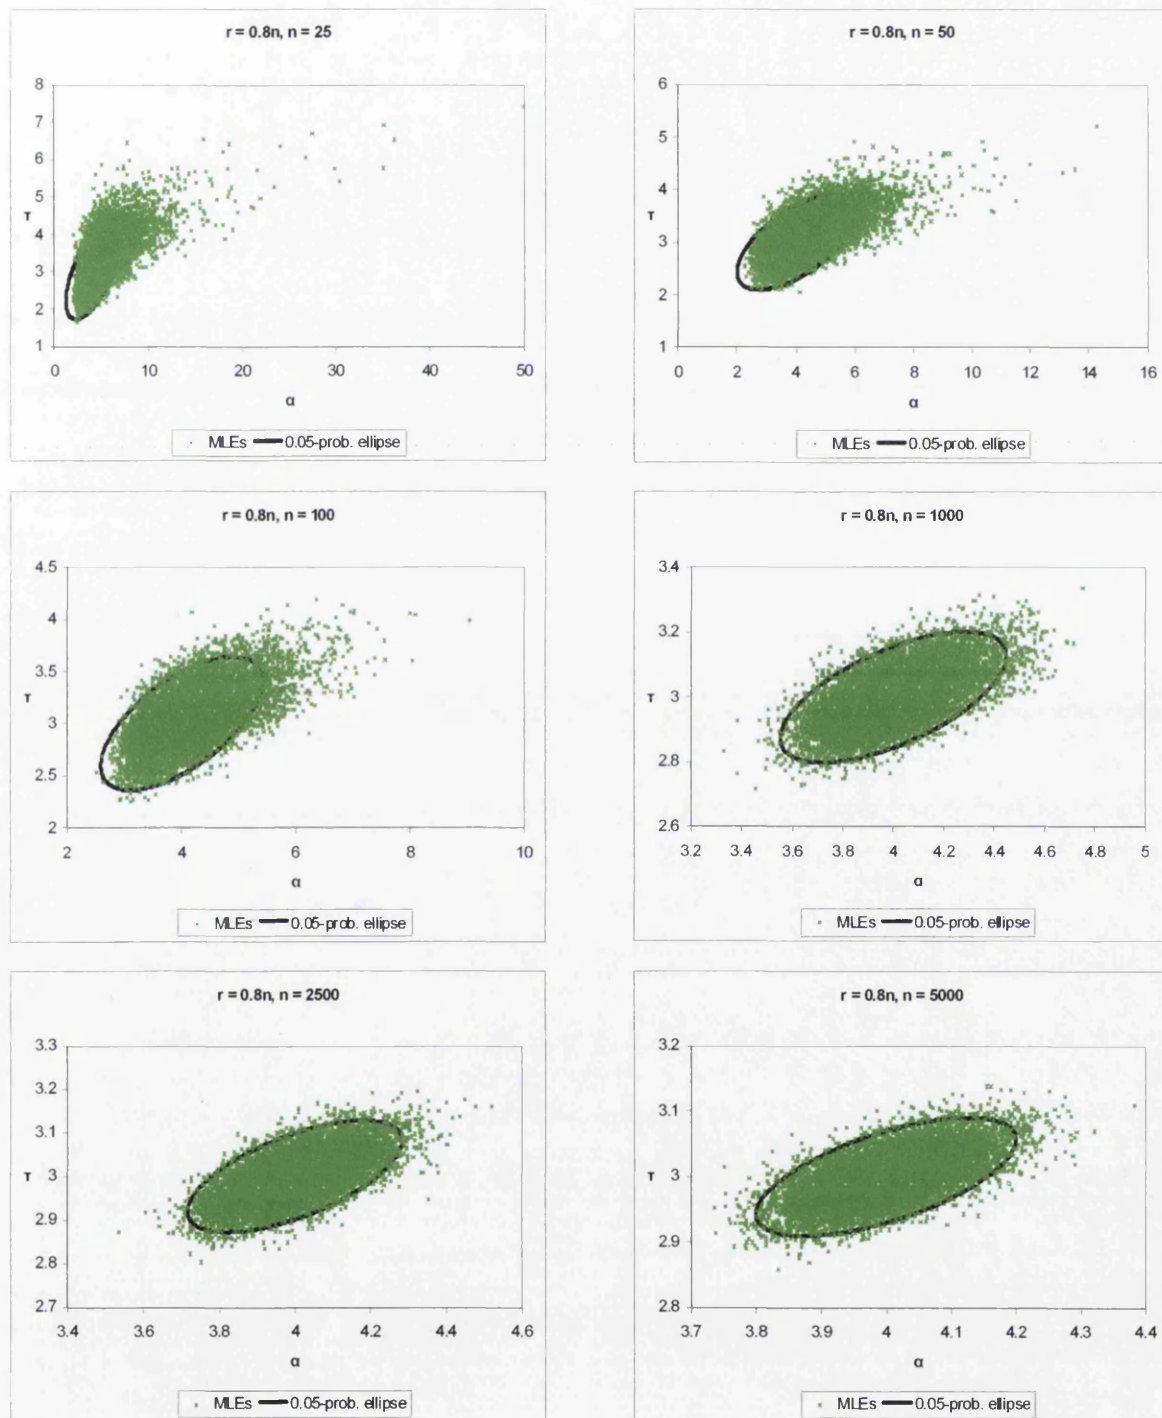 r = 0.8n, n = 25
8
7
6
5
4
3
2
1
τ
0 10 20 30 40 50
α
MLEs 0.05-prob. ellipse
r = 0.8n, n = 50
6
5
4
3
2
1
τ
0 2 4 6 8 10 12 14 16
α
MLEs 0.05-prob. ellipse
r = 0.8n, n = 100
4.5
4
3.5
3
2.5
2
τ
2 4 6 8 10
α
MLEs 0.05-prob. ellipse
r = 0.8n, n = 1000
3.4
3.2
3
2.8
2.6
τ
3.2 3.4 3.6 3.8 4 4.2 4.4 4.6 4.8 5
α
MLEs 0.05-prob. ellipse
r = 0.8n, n = 2500
3.3
3.2
3.1
3
2.9
2.8
2.7
τ
3.4 3.6 3.8 4 4.2 4.4 4.6
α
MLEs 0.05-prob. ellipse
r = 0.8n, n = 5000
3.2
3.1
3
2.9
2.8
τ
3.7 3.8 3.9 4 4.1 4.2 4.3 4.4
α
MLEs 0.05-prob. ellipse